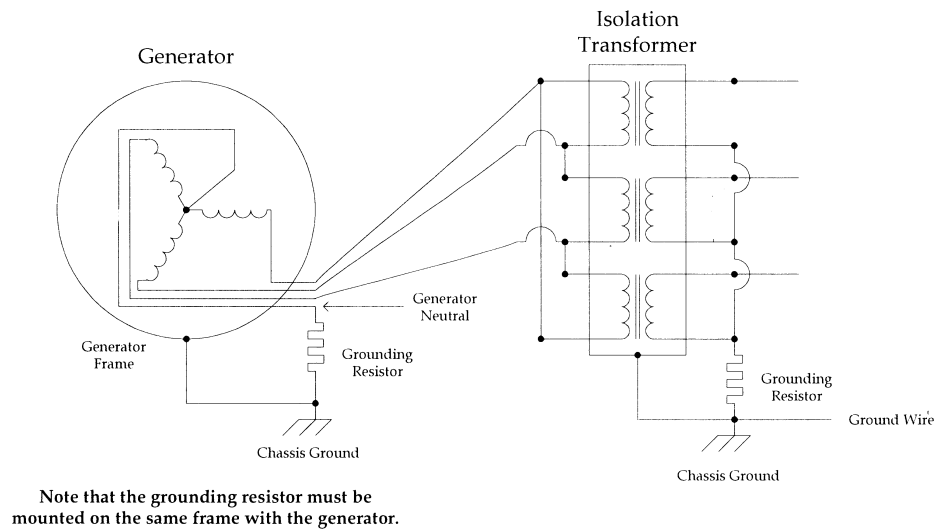 Isolation
Transformer
Generator
Generator
Neutral
Generator
Frame
Grounding
Resistor
Grounding
Resistor
Ground Wire
Chassis Ground
Chassis Ground
Note that the grounding resistor must be
mounted on the same frame with the generator.